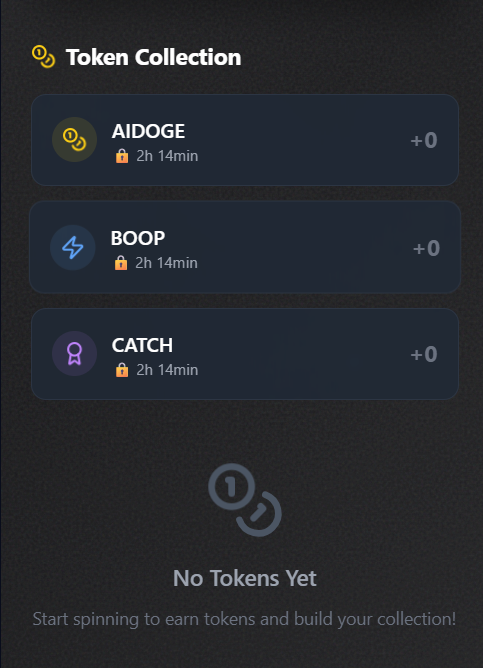 Token Collection
AIDOGE
🔒 2h 14min
+0
BOOP
🔒 2h 14min
+0
CATCH
🔒 2h 14min
+0
No Tokens Yet
Start spinning to earn tokens and build your collection!